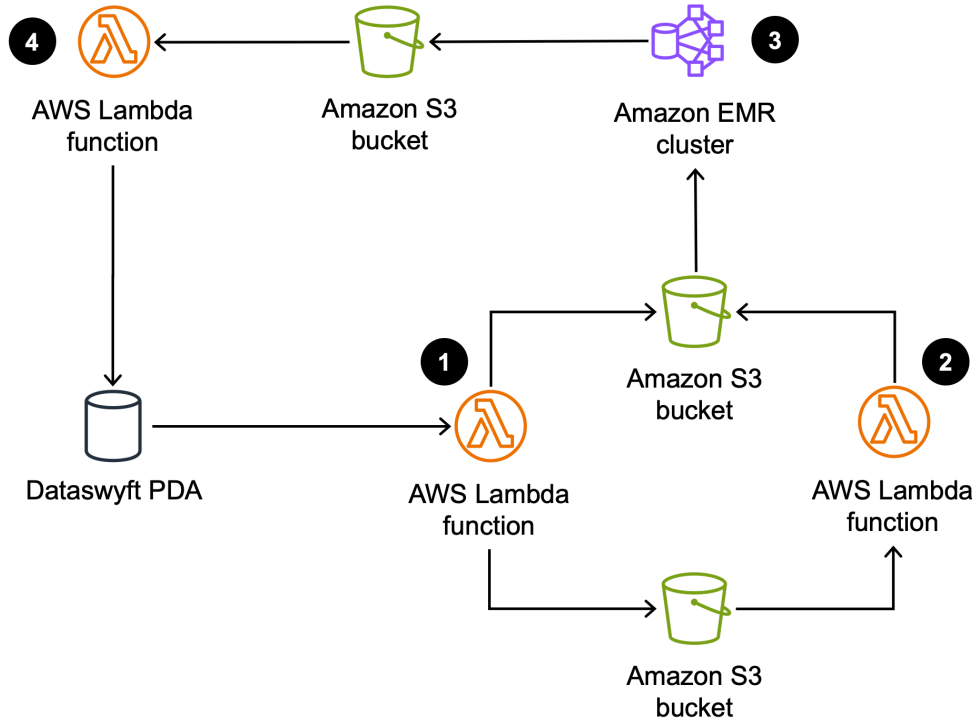 4
3
AWS Lambda
function
Amazon S3
bucket
Amazon EMR
cluster
1
2
Amazon S3
bucket
Dataswyft PDA
AWS Lambda
function
AWS Lambda
function
Amazon S3
bucket